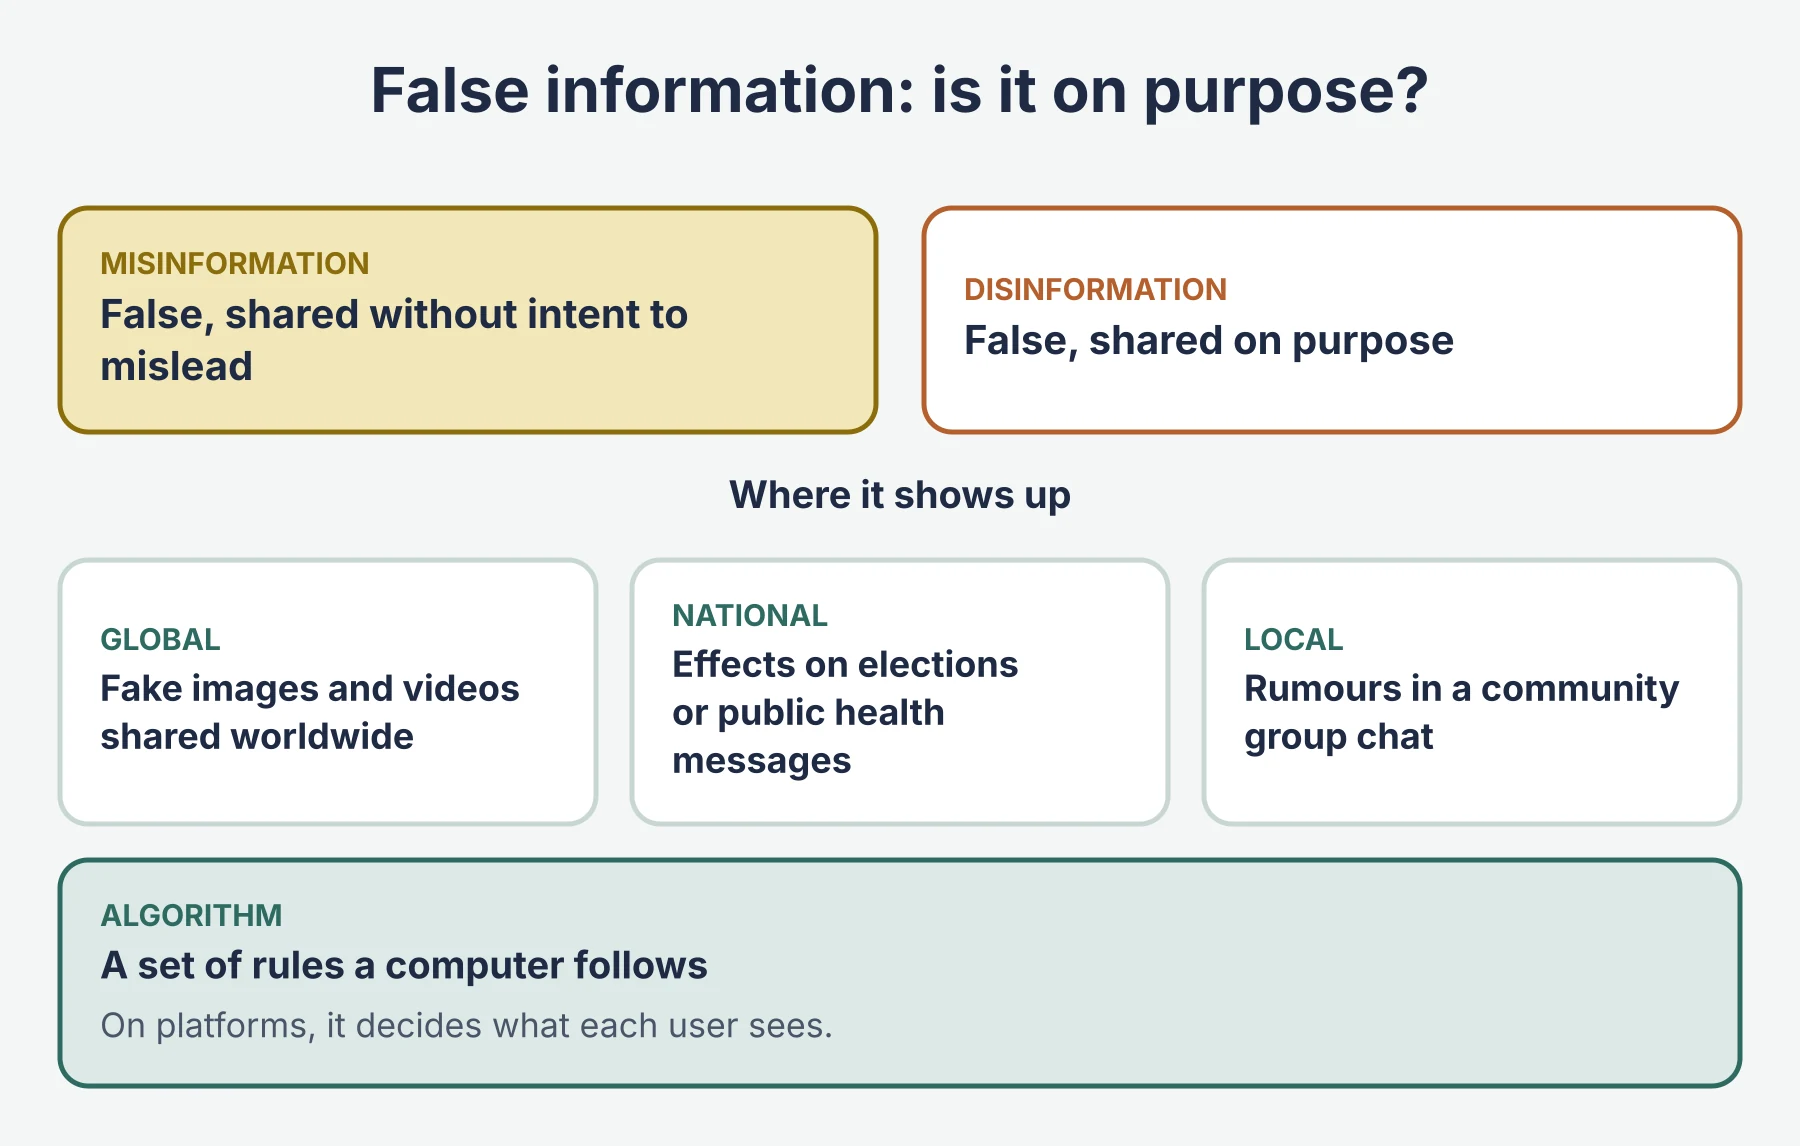 False information: is it on purpose?
MISINFORMATION
False, shared without intent to
mislead
DISINFORMATION
False, shared on purpose
Where it shows up
GLOBAL
Fake images and videos
shared worldwide
NATIONAL
Effects on elections
or public health
messages
LOCAL
Rumours in a community
group chat
ALGORITHM
A set of rules a computer follows
On platforms, it decides what each user sees.